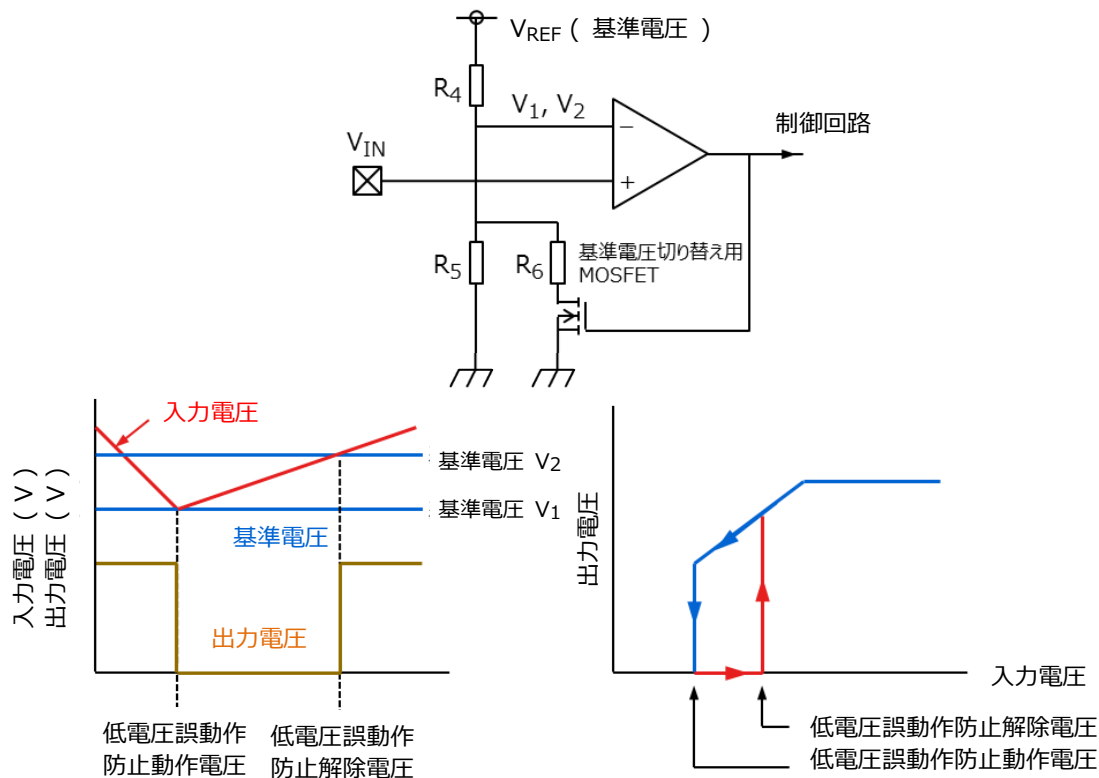 V_REF ( 基準電圧 )
R4
V1, V2
制御回路
VIN
−
+
R5
R6
基準電圧切り替え用
MOSFET
入力電圧
基準電圧 V2
基準電圧 V1
基準電圧
出力電圧
入力電圧 ( V )
出力電圧 ( V )
低電圧誤動作
防止動作電圧
低電圧誤動作
防止解除電圧
出力電圧
入力電圧
低電圧誤動作防止解除電圧
低電圧誤動作防止動作電圧